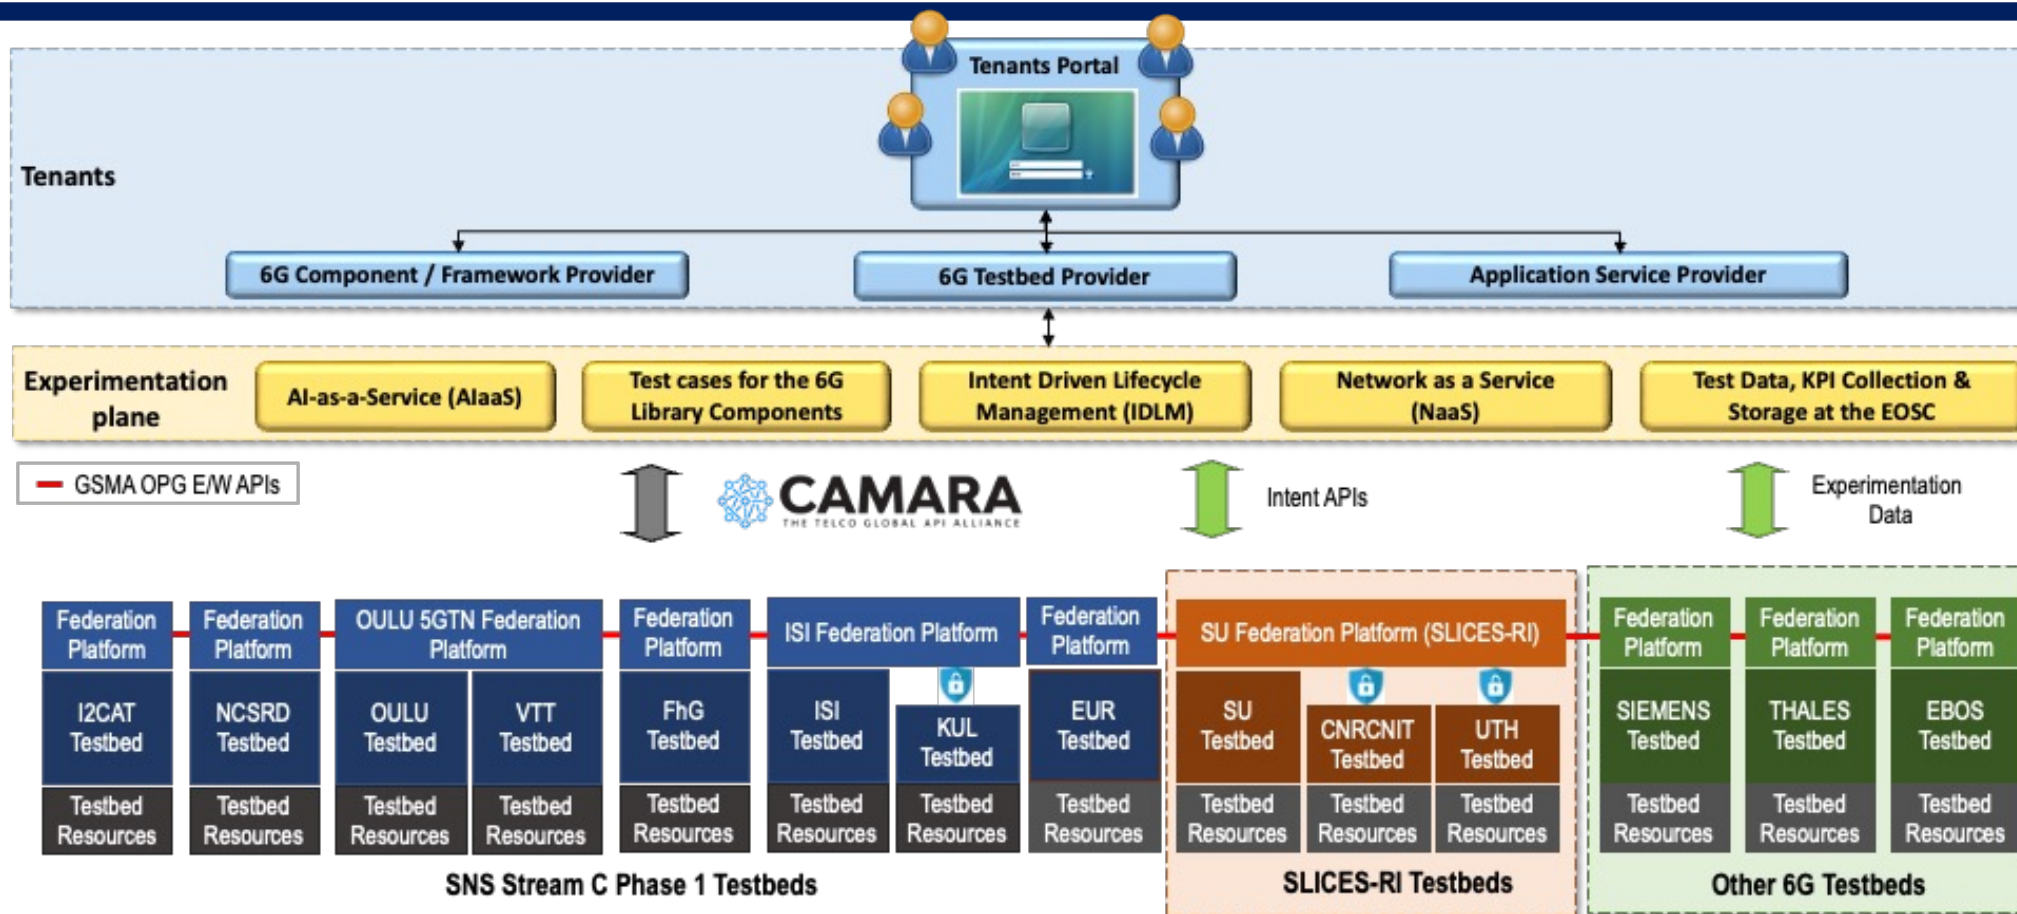 Tenants Portal
Tenants
6G Component / Framework Provider
6G Testbed Provider
Application Service Provider
Experimentation
plane
AI-as-a-Service (AIaaS)
Test cases for the 6G
Library Components
Intent Driven Lifecycle
Management (IDLM)
Network as a Service
(NaaS)
Test Data, KPI Collection &
Storage at the EOSC
GSMA OPG E/W APIs
CAMARA
THE TELCO GLOBAL API ALLIANCE
Intent APIs
Experimentation
Data
Federation
Platform
Federation
Platform
OULU 5GTN Federation
Platform
Federation
Platform
ISI Federation Platform
Federation
Platform
SU Federation Platform (SLICES-RI)
Federation
Platform
Federation
Platform
Federation
Platform
I2CAT
Testbed
NCSRD
Testbed
OULU
Testbed
VTT
Testbed
FhG
Testbed
ISI
Testbed
KUL
Testbed
EUR
Testbed
SU
Testbed
CNRCNIT
Testbed
UTH
Testbed
SIEMENS
Testbed
THALES
Testbed
EBOS
Testbed
Testbed
Resources
Testbed
Resources
Testbed
Resources
Testbed
Resources
Testbed
Resources
Testbed
Resources
Testbed
Resources
Testbed
Resources
Testbed
Resources
Testbed
Resources
Testbed
Resources
Testbed
Resources
Testbed
Resources
Testbed
Resources
SNS Stream C Phase 1 Testbeds
SLICES-RI Testbeds
Other 6G Testbeds